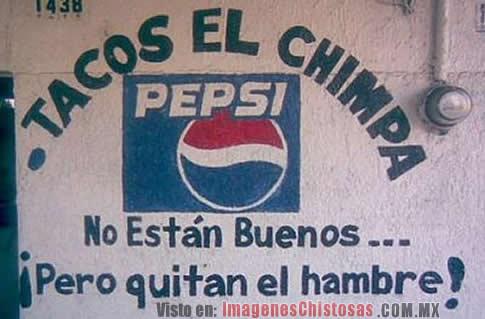 1438
TACOS EL CHIMPA
PEPSI
No Están Buenos...
¡Pero quitan el hambre!
Visto en: ImagenesChistosas.com.mx